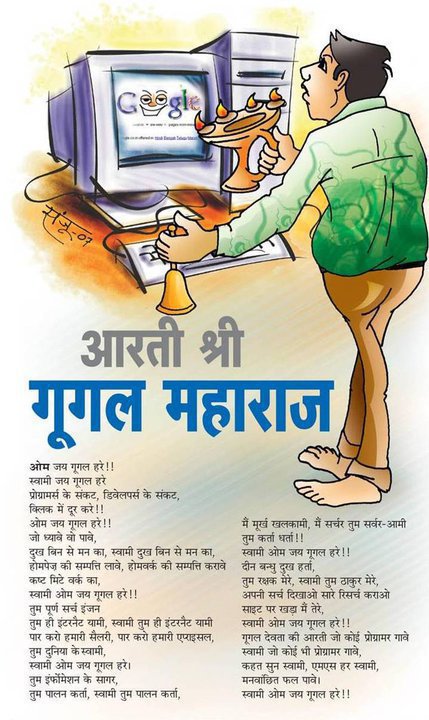 Google
संजू-07
आरती श्री
गूगल महाराज
ओम जय गूगल हरे!!
स्वामी जय गूगल हरे
प्रोग्रामर्स के संकट, डिवेलपर्स के संकट,
क्लिक में दूर करे!!
ओम जय गूगल हरे!!
जो ध्यावे वो पावे,
दुख बिन से मन का, स्वामी दुख बिन से मन का,
होमपेज़ की सम्पत्ति लावे, होमवर्क की सम्पत्ति करावे
कष्ट मिटे वर्क का,
स्वामी ओम जय गूगल हरे!!
तुम पूर्ण सर्च इंजन
तुम ही इंटरनैट यामी, स्वामी तुम ही इंटरनैट यामी
पार करो हमारी सैलरी, पार करो हमारी एप्राइसल,
तुम दुनिया के स्वामी,
स्वामी ओम जय गूगल हरे।
तुम इंर्फोमेशन के सागर,
तुम पालन कर्ता, स्वामी तुम पालन कर्ता,
मैं मूर्ख खलकामी, मैं सर्चर तुम सर्वर-आमी
तुम कर्ता धर्ता!!
स्वामी ओम जय गूगल हरे!!
दीन बन्धु दुख हर्ता,
तुम रक्षक मेरे, स्वामी तुम ठाकुर मेरे,
अपनी सर्च दिखाओ सारे रिसर्च कराओ
साइट पर खड़ा मैं तेरे,
स्वामी ओम जय गूगल हरे!!
गूगल देवता की आरती जो कोई प्रोग्रामर गावे
स्वामी जो कोई भी प्रोग्रामर गावे,
कहत सुन स्वामी, एमएस हर स्वामी,
मनवांछित फल पावे।
स्वामी ओम जय गूगल हरे!!